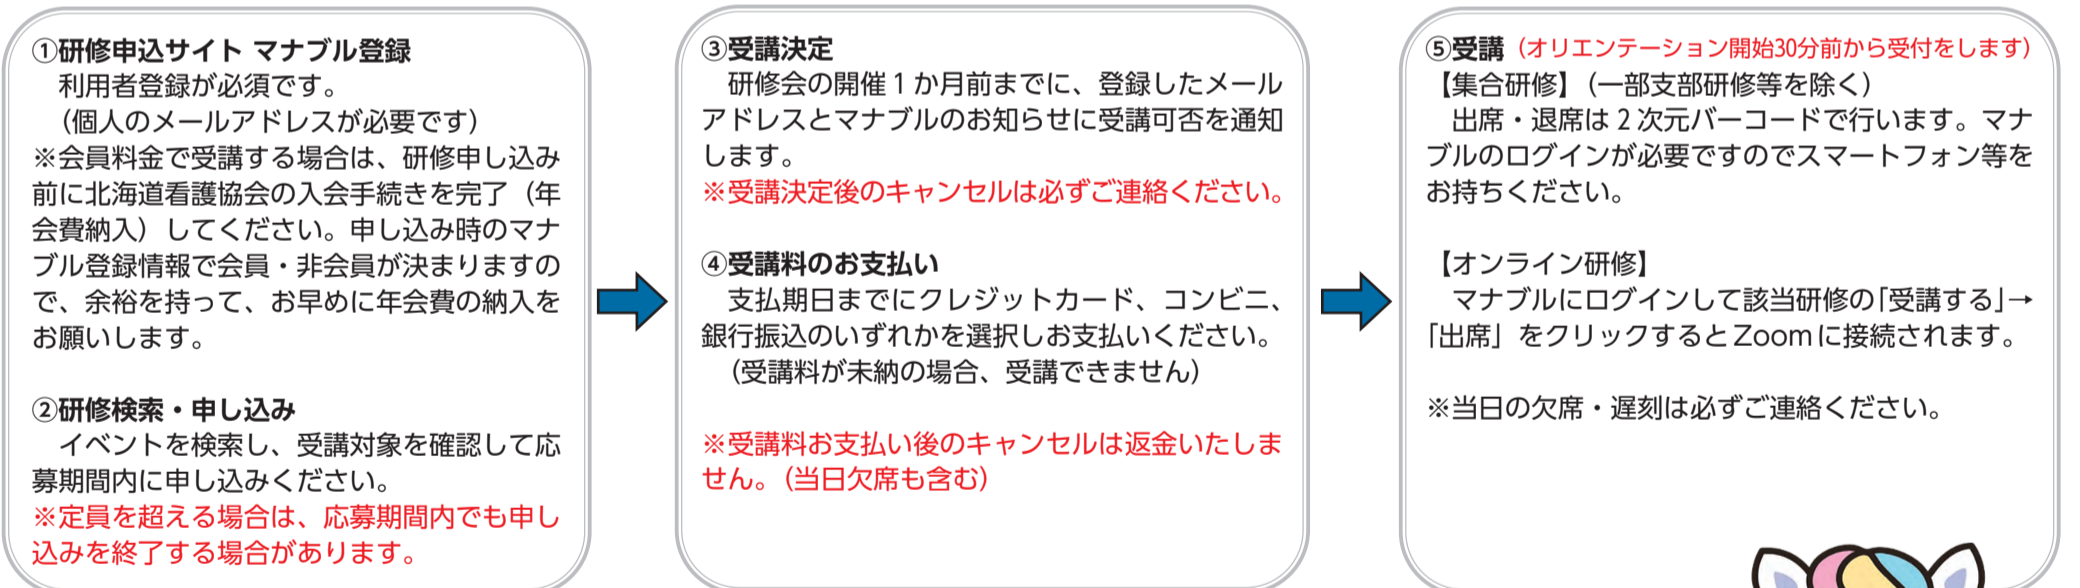 ①研修申込サイト マナブル登録
利用者登録が必須です。
（個人のメールアドレスが必要です）
※会員料金で受講する場合は、研修申し込み
前に北海道看護協会の入会手続きを完了（年
会費納入）してください。申し込み時のマナ
ブル登録情報で会員・非会員が決まりますの
で、余裕を持って、お早めに年会費の納入を
お願いします。
②研修検索・申し込み
イベントを検索し、受講対象を確認して応
募期間内に申し込みください。
※定員を超える場合は、応募期間内でも申し
込みを終了する場合があります。
③受講決定
研修会の開催１か月前までに、登録したメール
アドレスとマナブルのお知らせに受講可否を通知
します。
※受講決定後のキャンセルは必ずご連絡ください。
④受講料のお支払い
支払期日までにクレジットカード、コンビニ、
銀行振込のいずれかを選択しお支払いください。
（受講料が未納の場合、受講できません）
※受講料お支払い後のキャンセルは返金いたしま
せん。（当日欠席も含む）
⑤受講（オリエンテーション開始30分前から受付をします）
【集合研修】（一部支部研修等を除く）
出席・退席は２次元バーコードで行います。マナ
ブルのログインが必要ですのでスマートフォン等を
お持ちください。
【オンライン研修】
マナブルにログインして該当研修の「受講する」→
「出席」をクリックするとZoomに接続されます。
※当日の欠席・遅刻は必ずご連絡ください。